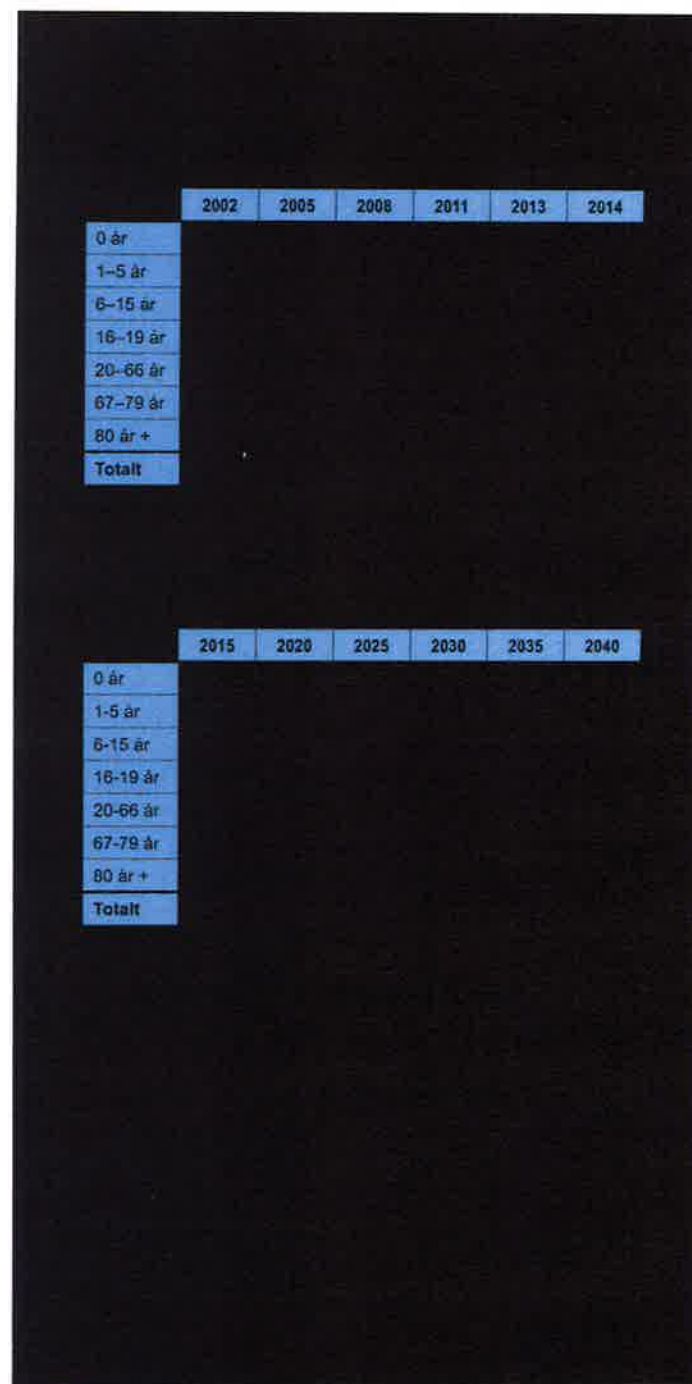 2002 2005 2008 2011 2013 2014
0 år
1–5 år
6–15 år
16–19 år
20–66 år
67–79 år
80 år +
Totalt
2015 2020 2025 2030 2035 2040
0 år
1-5 år
6-15 år
16-19 år
20-66 år
67-79 år
80 år +
Totalt